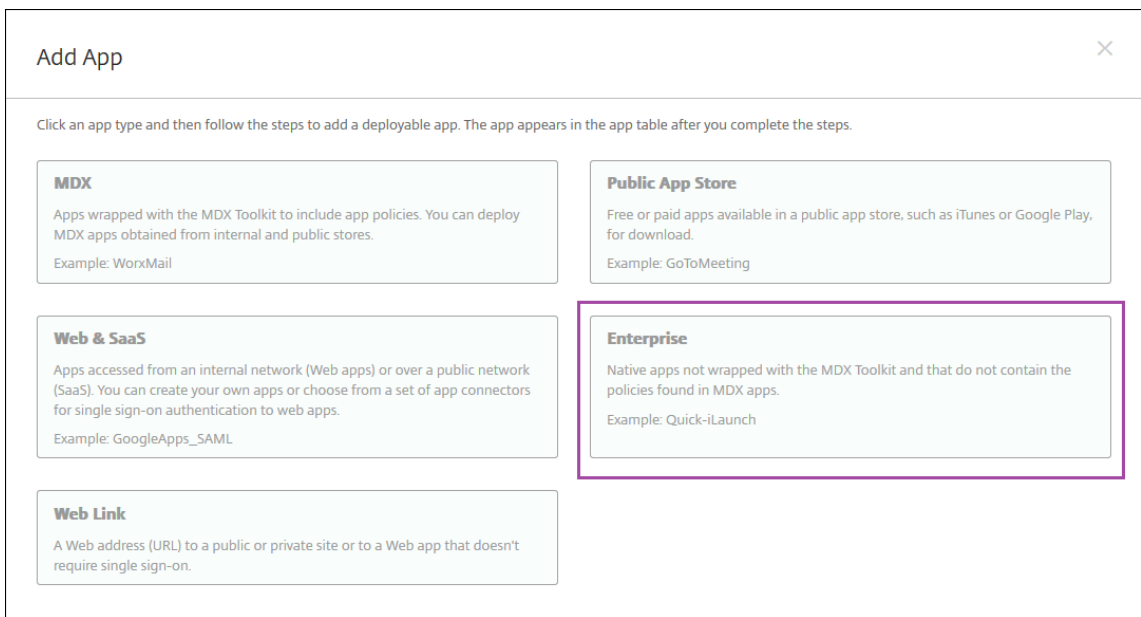 Add App
Click an app type and then follow the steps to add a deployable app. The app appears in the app table after you complete the steps.
MDX
Apps wrapped with the MDX Toolkit to include app policies. You can deploy
MDX apps obtained from internal and public stores.
Example: WorxMail
Public App Store
Free or paid apps available in a public app store, such as iTunes or Google Play,
for download.
Example: GoToMeeting
Web & SaaS
Apps accessed from an internal network (Web apps) or over a public network
(SaaS). You can create your own apps or choose from a set of app connectors
for single sign-on authentication to web apps.
Example: GoogleApps_SAML
Enterprise
Native apps not wrapped with the MDX Toolkit and that do not contain the
policies found in MDX apps.
Example: Quick-iLaunch
Web Link
A Web address (URL) to a public or private site or to a Web app that doesn't
require single sign-on.